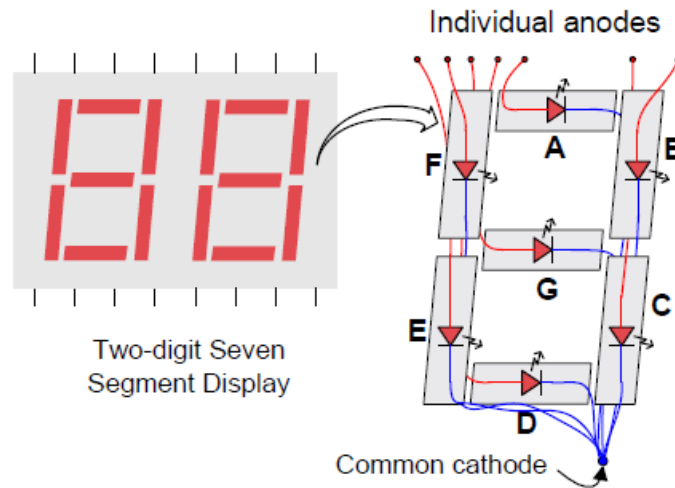 Individual anodes
A
F
G
C
E
D
Two-digit Seven
Segment Display
Common cathode